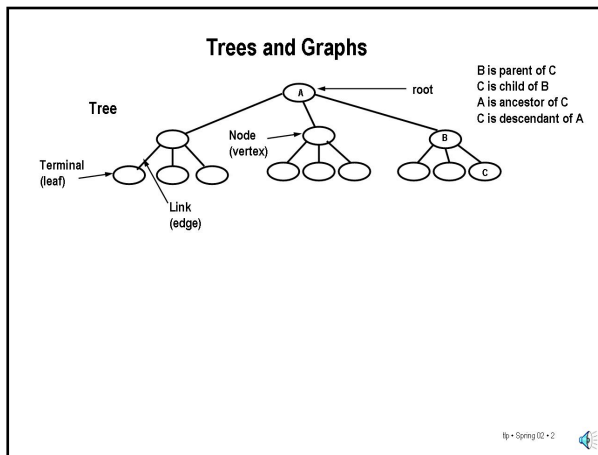 Trees and Graphs
B is parent of C
C is child of B
A is ancestor of C
C is descendant of A
A
root
Tree
Node
(vertex)
B
Terminal
(leaf)
C
Link
(edge)
tlp • Spring 02 • 2